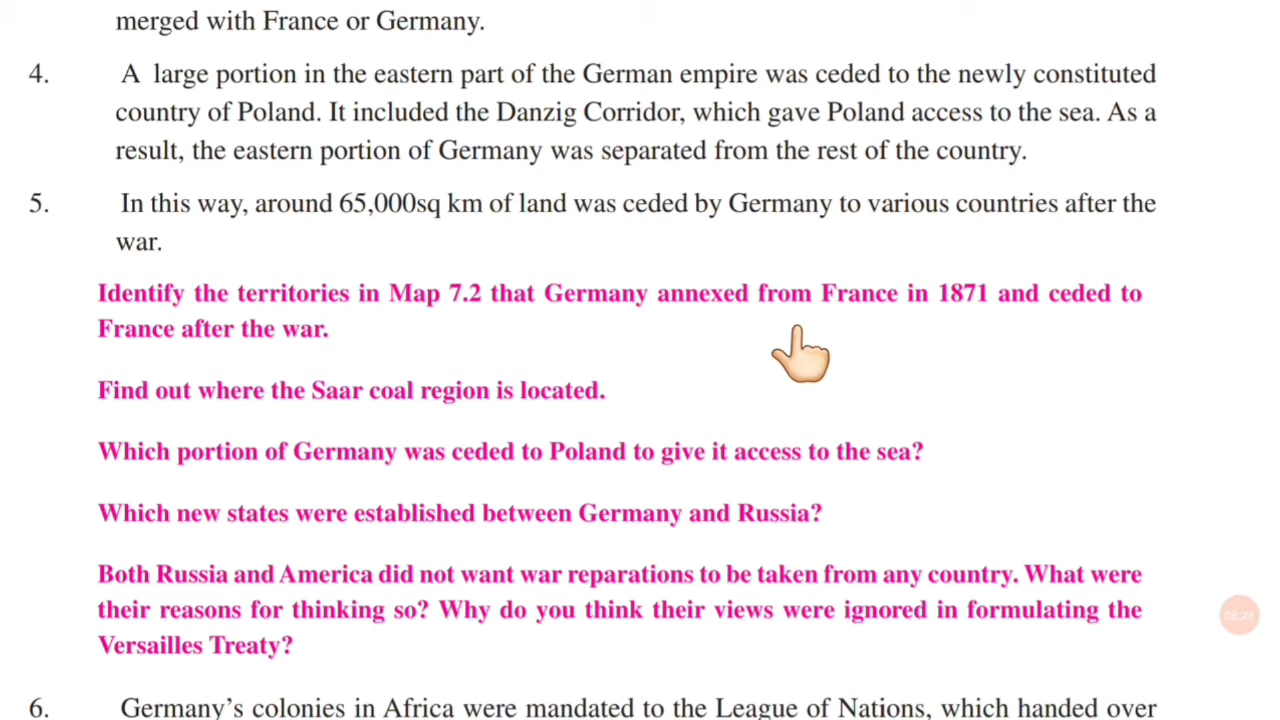 merged with France or Germany.
4. A large portion in the eastern part of the German empire was ceded to the newly constituted
country of Poland. It included the Danzig Corridor, which gave Poland access to the sea. As a
result, the eastern portion of Germany was separated from the rest of the country.
5. In this way, around 65,000sq km of land was ceded by Germany to various countries after the
war.
Identify the territories in Map 7.2 that Germany annexed from France in 1871 and ceded to
France after the war.
Find out where the Saar coal region is located.
Which portion of Germany was ceded to Poland to give it access to the sea?
Which new states were established between Germany and Russia?
Both Russia and America did not want war reparations to be taken from any country. What were
their reasons for thinking so? Why do you think their views were ignored in formulating the
Versailles Treaty?
6. Germany's colonies in Africa were mandated to the League of Nations, which handed over